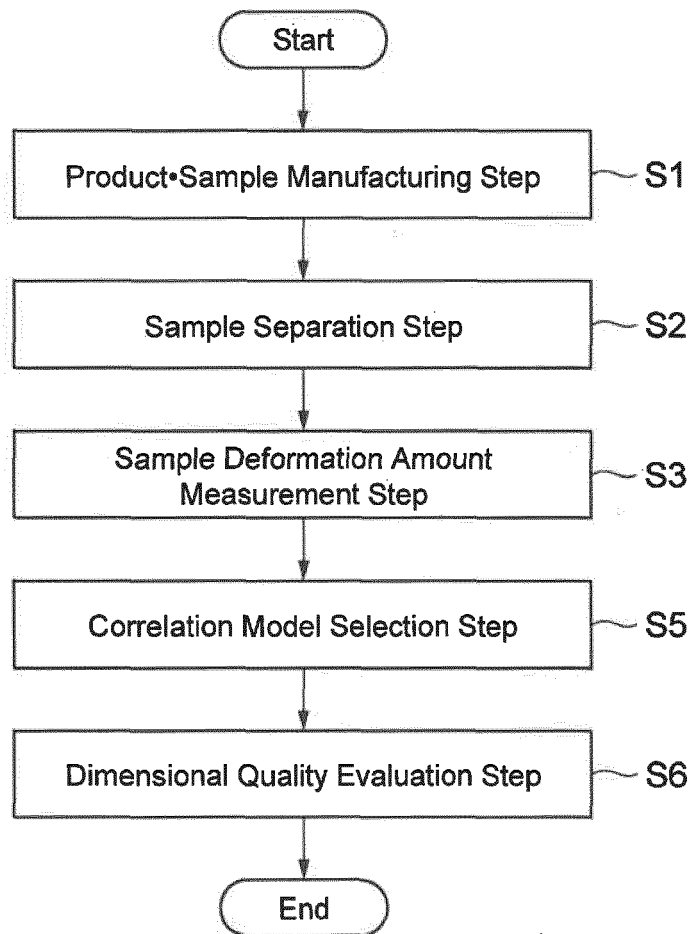 Start
Product•Sample Manufacturing Step
S1
Sample Separation Step
S2
Sample Deformation Amount
Measurement Step
S3
Correlation Model Selection Step
S5
Dimensional Quality Evaluation Step
S6
End